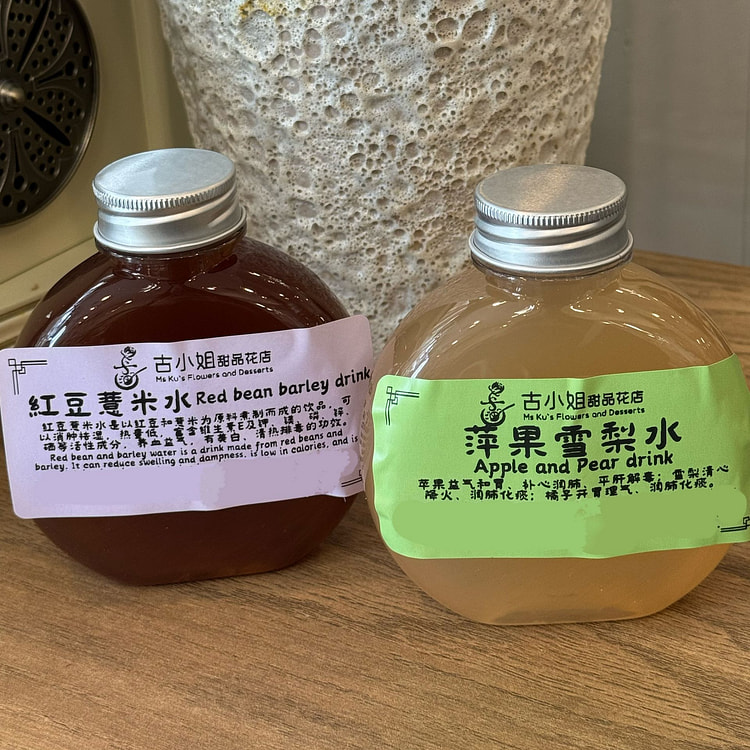 古小姐甜品花店
Ms Ku's Flowers and Desserts
紅豆薏米水 Red bean barley drink
紅豆薏米水是以紅豆和薏米为原料煮制而成的饮品，可
以消肿祛湿，热量低，富含维生素E及钾、镁、磷、锌、
硒等活性成分，养血益气，有美白、清热排毒的功效。
Red bean and barley water is a drink made from red beans and
barley. It can reduce swelling and dampness, is low in calories, and is
古小姐甜品花店
Ms Ku's Flowers and Desserts
萍果雪梨水
Apple and Pear drink
苹果益气和胃、补心润肺、平肝解毒；雪梨清心
降火、润肺化痰；橘子开胃理气、润肺化痰。